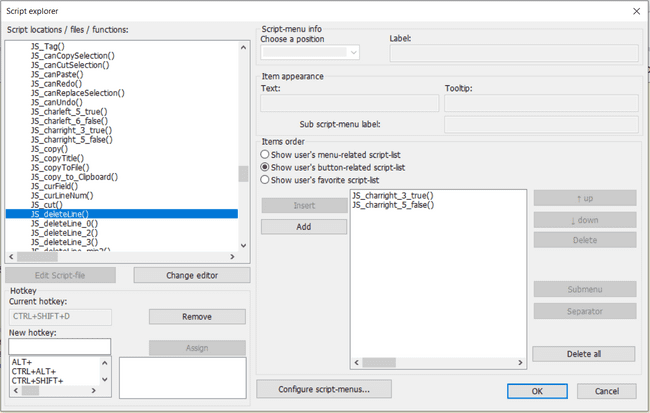 Script explorer
Script locations / files / functions:
JS_Tag()
JS_canCopySelection()
JS_canCutSelection()
JS_canPaste()
JS_canRedo()
JS_canReplaceSelection()
JS_canUndo()
JS_charleft_5_true()
JS_charleft_6_false()
JS_charright_3_true()
JS_charright_5_false()
JS_copy()
JS_copyTitle()
JS_copyToFile()
JS_copy_to_Clipboard()
JS_curField()
JS_curLineNum()
JS_cut()
JS_deleteLine()
JS_deleteLine_0()
JS_deleteLine_2()
JS_deleteLine_3()
Edit Script-file
Change editor
Hotkey
Current hotkey:
CTRL+SHIFT+D
Remove
New hotkey:
Assign
ALT+
CTRL+ALT+
CTRL+SHIFT+
Script-menu info
Choose a position
Label:
Item appearance
Text:
Tooltip:
Sub script-menu label:
Items order
Show user's menu-related script-list
Show user's button-related script-list
Show user's favorite script-list
Insert
Add
JS_charright_3_true()
JS_charright_5_false()
↑ up
↓ down
Delete
Submenu
Separator
Delete all
Configure script-menus...
OK
Cancel